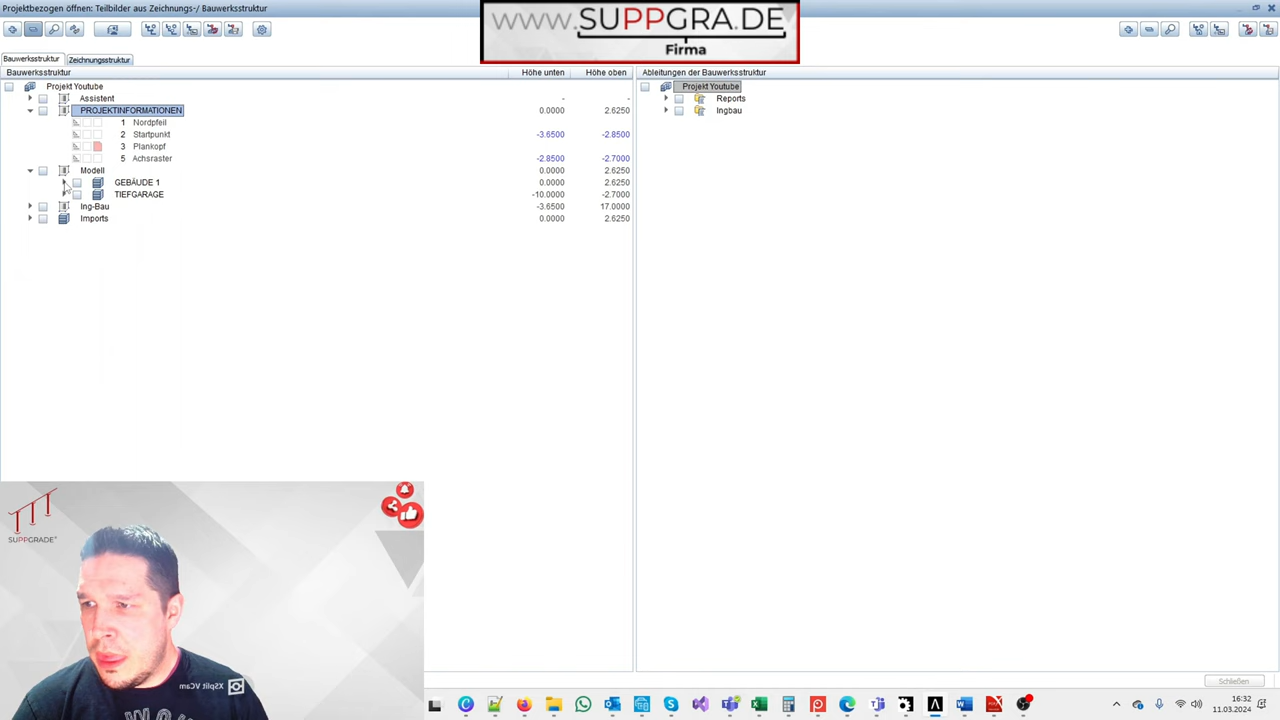 Projektbezogen öffnen: Teilbilder aus Zeichnungs-/ Bauwerksstruktur
www.SUPPGRA.DE
Firma
Bauwerksstruktur
Zeichnungsstruktur
Bauwerksstruktur Höhe unten Höhe oben
Projekt Youtube
Assistent - -
PROJEKTINFORMATIONEN 0.0000 2.6250
1 Nordpfeil
2 Startpunkt -3.6500 -2.8500
3 Plankopf
5 Achsraster -2.8500 -2.7000
Modell 0.0000 2.6250
GEBÄUDE 1 0.0000 2.6250
TIEFGARAGE -10.0000 -2.7000
Ing-Bau -3.6500 17.0000
Imports 0.0000 2.6250
Ableitungen der Bauwerksstruktur
Projekt Youtube
Reports
Ingbau
SUPPGRADE®
XSplit VCam
Schließen
16:32
11.03.2024